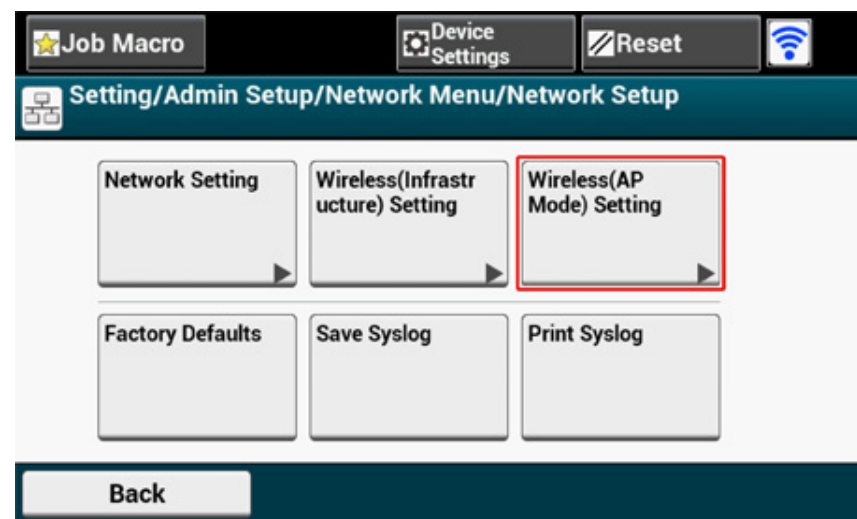 Job Macro
Device
Settings
Reset
Setting/Admin Setup/Network Menu/Network Setup
Network Setting
Wireless(Infrastr
ucture) Setting
Wireless(AP
Mode) Setting
Factory Defaults
Save Syslog
Print Syslog
Back